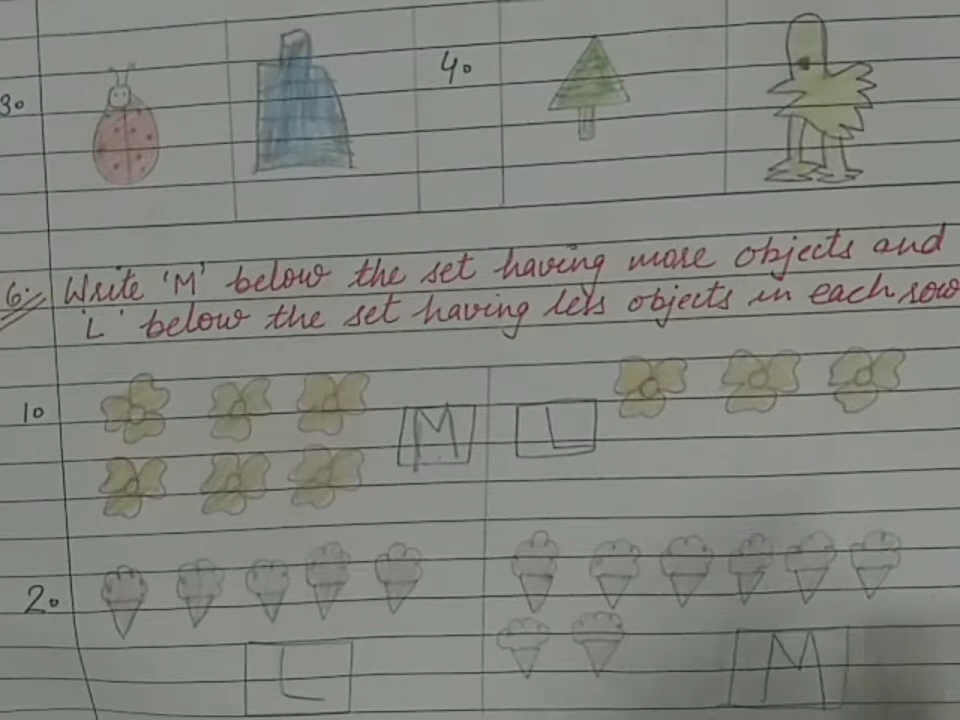 3.
4.
6. Write 'M' below the set having more objects and
'L' below the set having less objects in each row
1.
M
L
2.
L
M